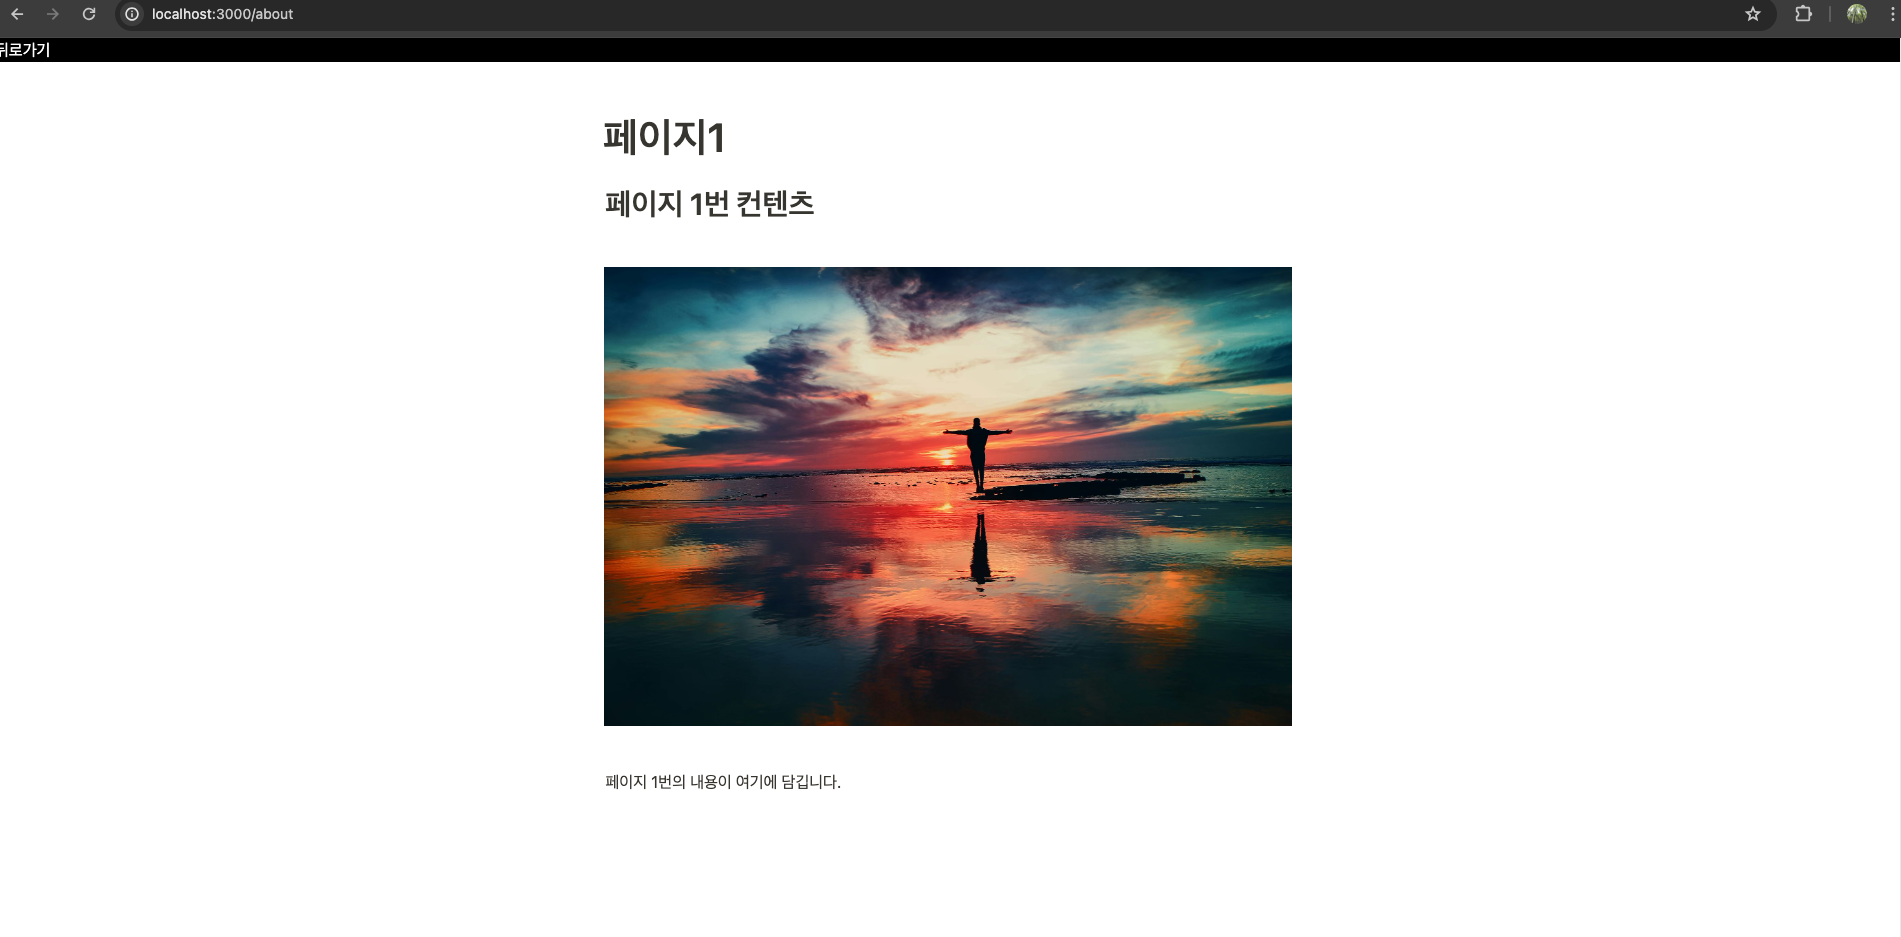 localhost:3000/about
뒤로가기
페이지1
페이지 1번 컨텐츠
페이지 1번의 내용이 여기에 담깁니다.